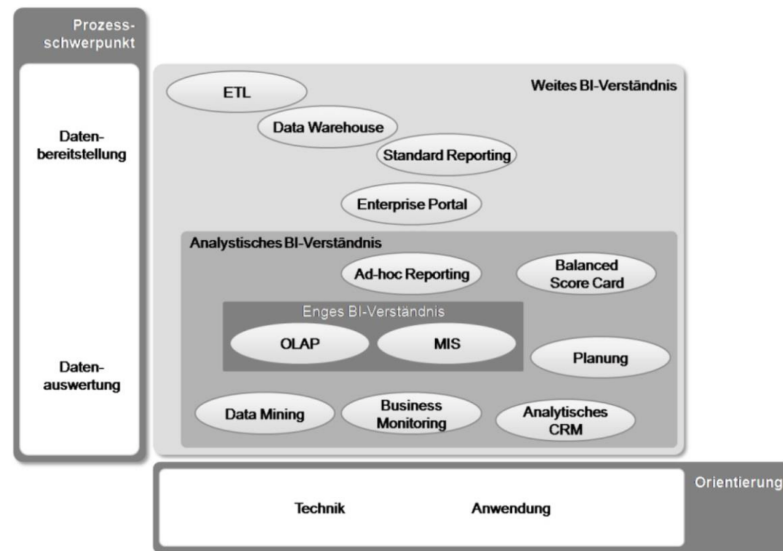 Prozess-
schwerpunkt
Weites BI-Verständnis
ETL
Data Warehouse
Standard Reporting
Daten-
bereitstellung
Enterprise Portal
Analystisches BI-Verständnis
Ad-hoc Reporting
Balanced
Score Card
Enges BI-Verständnis
OLAP
MIS
Planung
Daten-
auswertung
Data Mining
Business
Monitoring
Analytisches
CRM
Orientierung
Technik
Anwendung